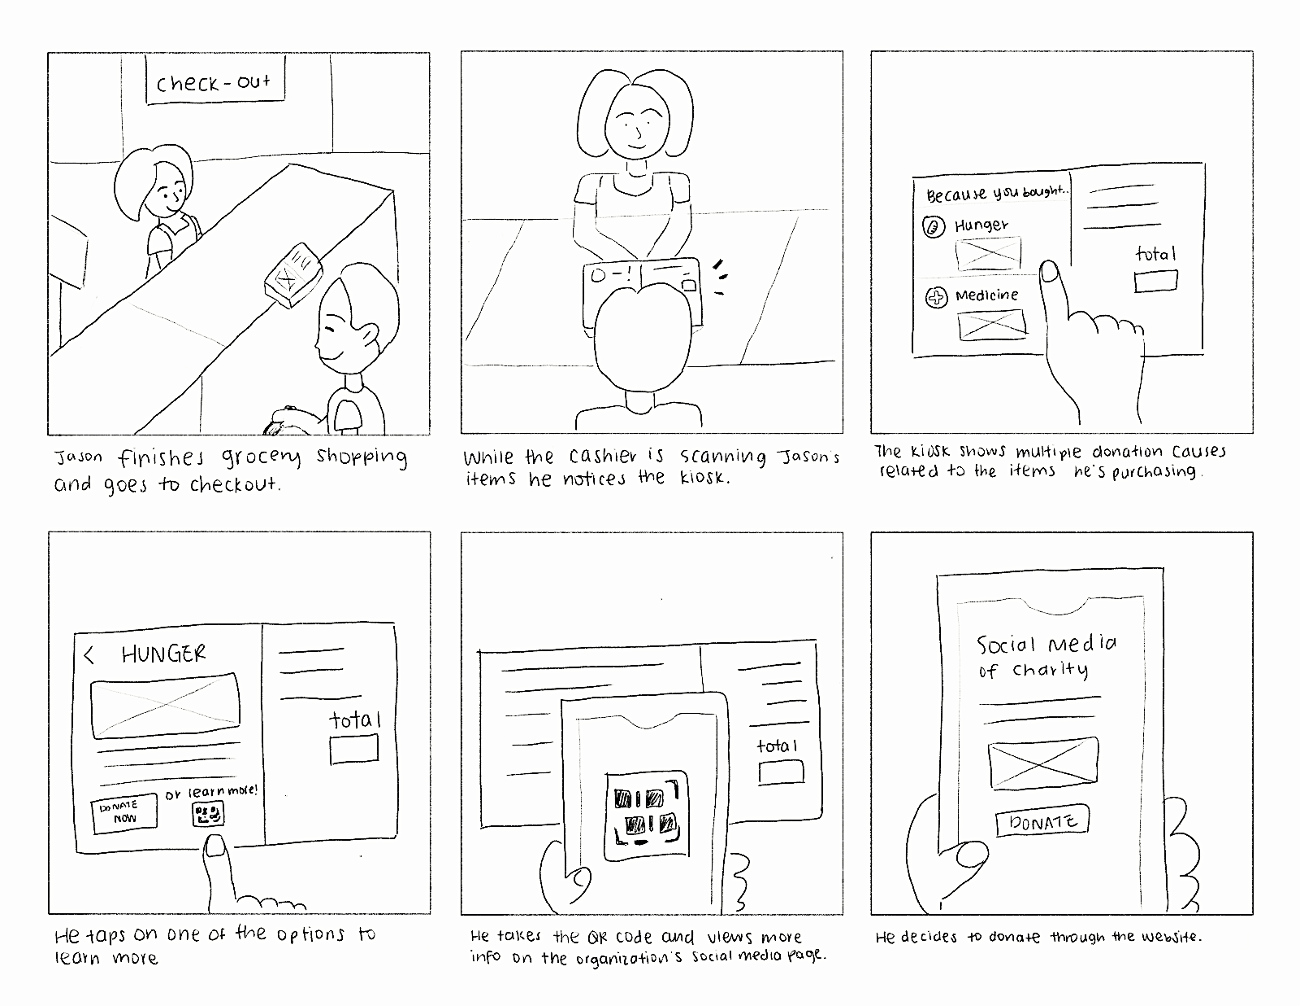 check-out
Jason finishes grocery shopping
and goes to checkout.
While the cashier is scanning Jason's
items he notices the kiosk.
Because you bought..
Hunger
Medicine
total
The kiosk shows multiple donation causes
related to the items he's purchasing.
< HUNGER
total
or learn more!
DONATE
NOW
He taps on one of the options to
learn more
total
He takes the QR code and views more
info on the organization's social media page.
Social Media
of Charity
DONATE
He decides to donate through the website.